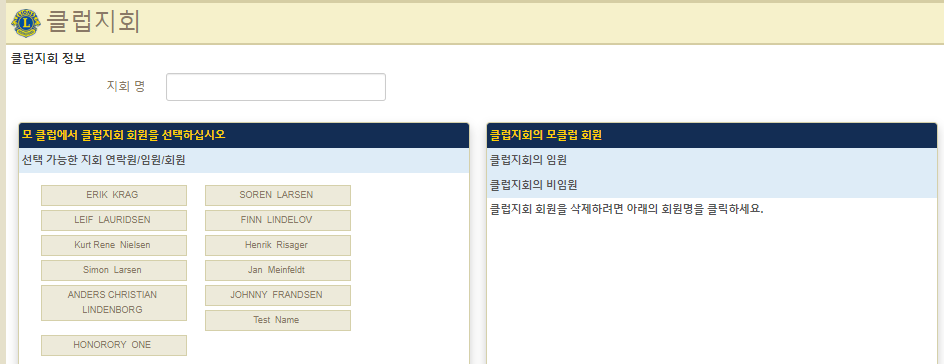 클럽지회
클럽지회 정보
지회 명
모 클럽에서 클럽지회 회원을 선택하십시오
선택 가능한 지회 연락원/임원/회원
ERIK KRAG
SOREN LARSEN
LEIF LAURIDSEN
FINN LINDELOV
Kurt Rene Nielsen
Henrik Risager
Simon Larsen
Jan Meinfeldt
ANDERS CHRISTIAN
LINDENBORG
JOHNNY FRANDSEN
Test Name
HONORORY ONE
클럽지회의 모클럽 회원
클럽지회의 임원
클럽지회의 비임원
클럽지회 회원을 삭제하려면 아래의 회원명을 클릭하세요.